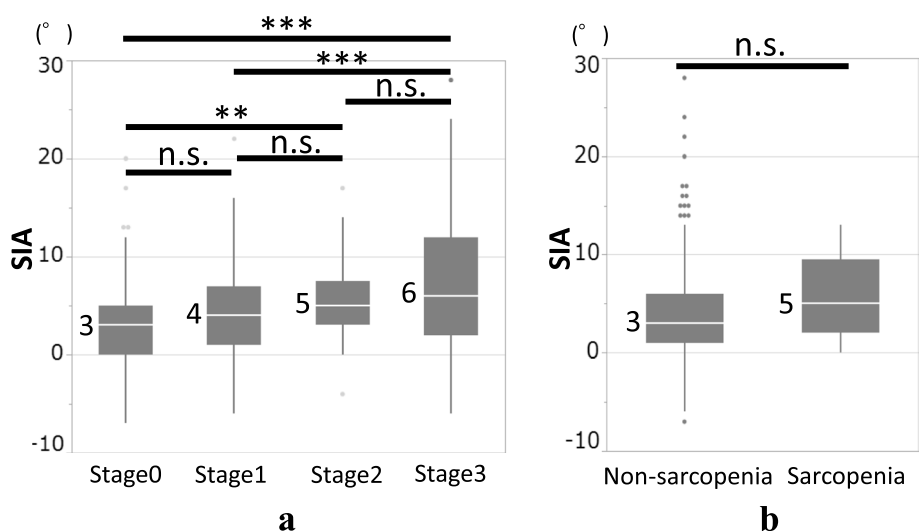 (° )
***
(° )
n.s.
30
***
30
n.s.
**
n.s.
n.s.
20
20
SIA
10
SIA
10
3
4
5
6
3
5
0
0
-10
-10
Stage0 Stage1 Stage2 Stage3
Non-sarcopenia Sarcopenia
a
b